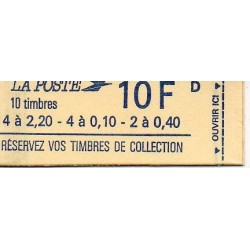 LA POSTE
10 timbres
10F D
4 à 2,20 - 4 à 0,10 - 2 à 0,40
RÉSERVEZ VOS TIMBRES DE COLLECTION
OUVRIR ICI